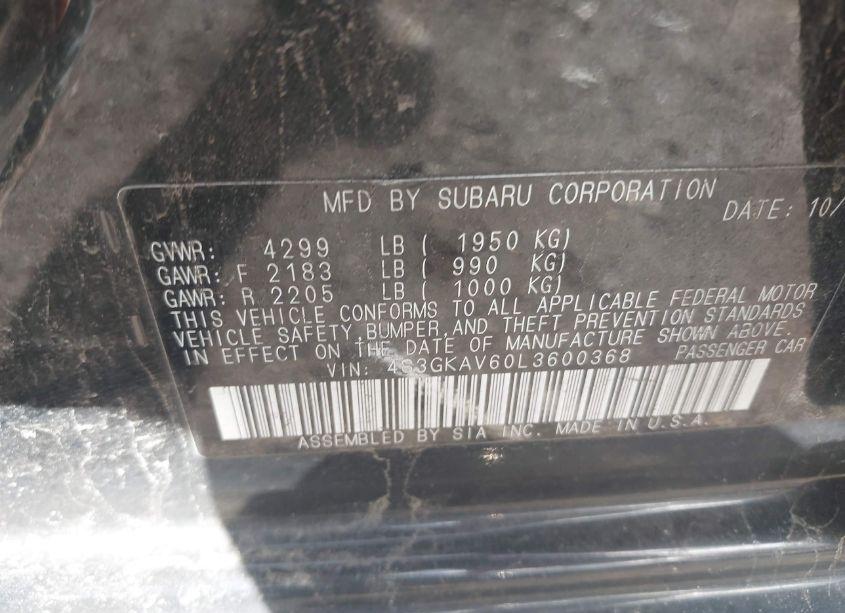 MFD BY SUBARU CORPORATION DATE: 10/
GVWR: 4299 LB ( 1950 KG)
GAWR: F 2183 LB ( 990 KG)
GAWR: R 2205 LB ( 1000 KG)
THIS VEHICLE CONFORMS TO ALL APPLICABLE FEDERAL MOTOR
VEHICLE SAFETY, BUMPER, AND THEFT PREVENTION STANDARDS
IN EFFECT ON THE DATE OF MANUFACTURE SHOWN ABOVE.
VIN: 4S3GKAV60L3600368 PASSENGER CAR
ASSEMBLED BY SIA INC. MADE IN U.S.A.